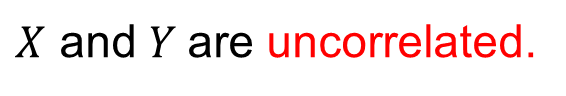 X and Y are uncorrelated.